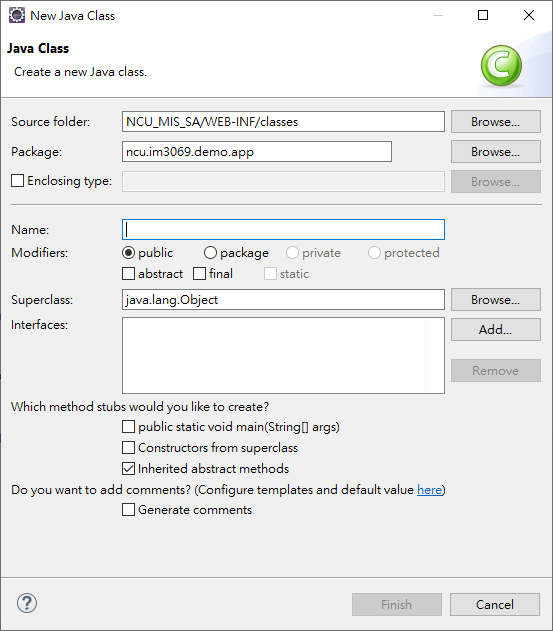 New Java Class
Java Class
Create a new Java class.
C
Source folder: NCU_MIS_SA/WEB-INF/classes Browse...
Package: ncu.im3069.demo.app Browse...
Enclosing type: Browse...
Name:
Modifiers: public package private protected
abstract final static
Superclass: java.lang.Object Browse...
Interfaces: Add...
Remove
Which method stubs would you like to create?
public static void main(String[] args)
Constructors from superclass
Inherited abstract methods
Do you want to add comments? (Configure templates and default value here)
Generate comments
? Finish Cancel